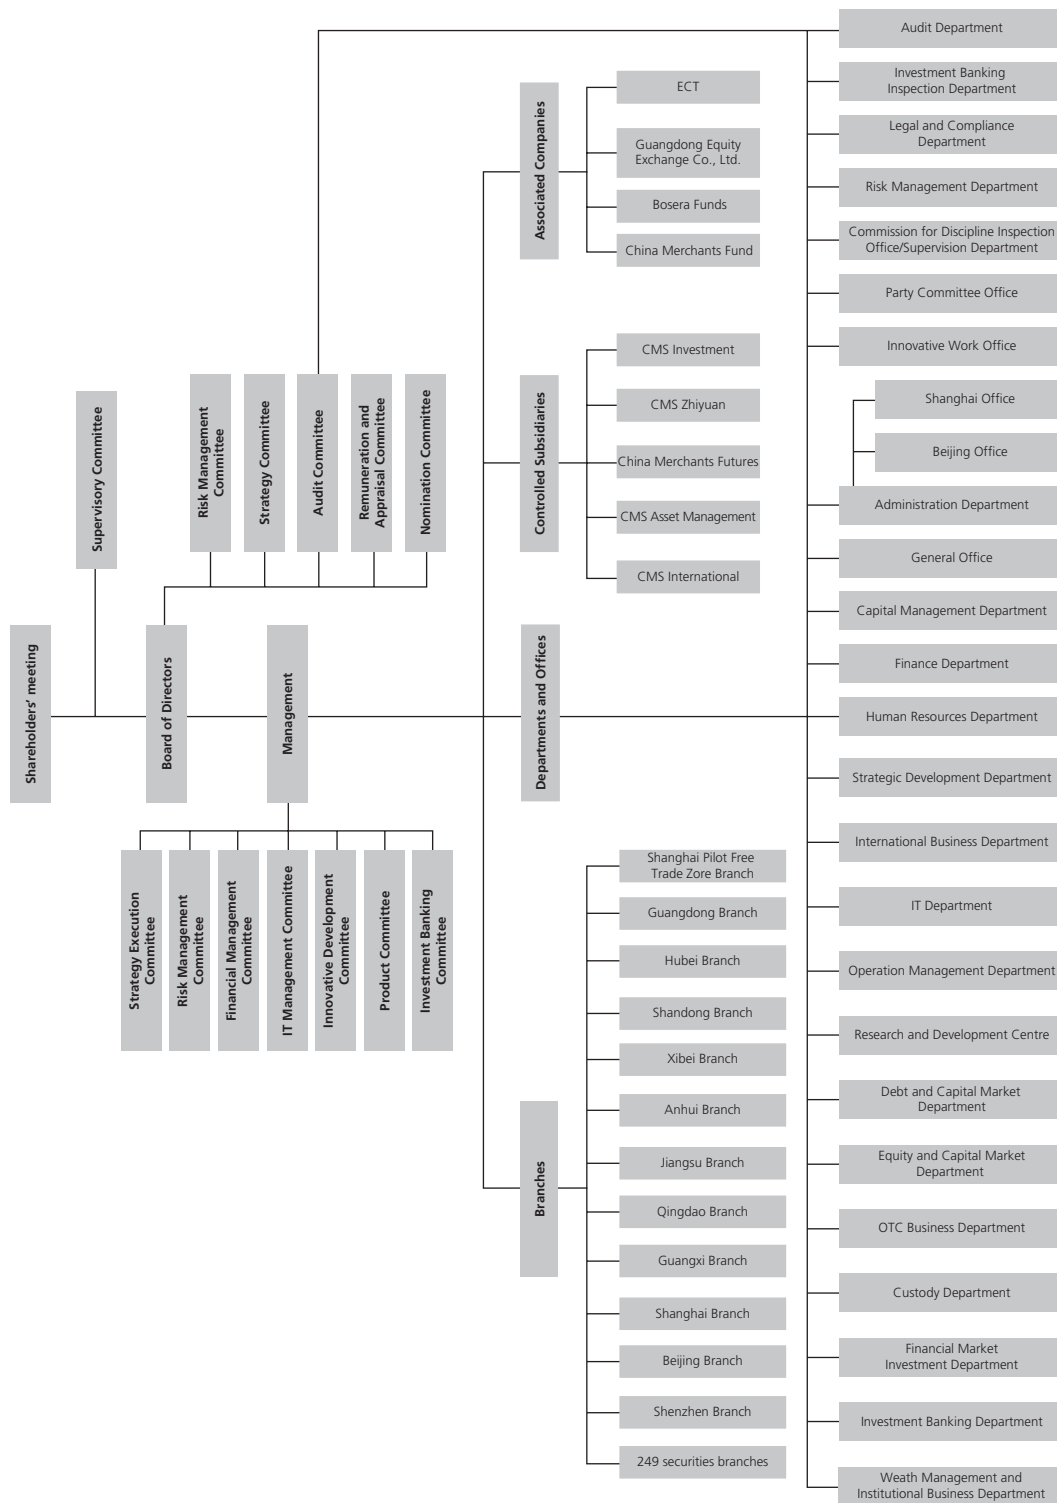 Shareholders' meeting
Supervisory Committee
Board of Directors
Risk Management
Committee
Strategy Committee
Audit Committee
Remuneration and
Appraisal Committee
Nomination Committee
Management
Strategy Execution
Committee
Risk Management
Committee
Financial Management
Committee
IT Management Committee
Innovative Development
Committee
Product Committee
Investment Banking
Committee
Associated Companies
ECT
Guangdong Equity
Exchange Co., Ltd.
Bosera Funds
China Merchants Fund
Controlled Subsidiaries
CMS Investment
CMS Zhiyuan
China Merchants Futures
CMS Asset Management
CMS International
Departments and Offices
Branches
Shanghai Pilot Free
Trade Zore Branch
Guangdong Branch
Hubei Branch
Shandong Branch
Xibei Branch
Anhui Branch
Jiangsu Branch
Qingdao Branch
Guangxi Branch
Shanghai Branch
Beijing Branch
Shenzhen Branch
249 securities branches
Audit Department
Investment Banking
Inspection Department
Legal and Compliance
Department
Risk Management Department
Commission for Discipline Inspection
Office/Supervision Department
Party Committee Office
Innovative Work Office
Shanghai Office
Beijing Office
Administration Department
General Office
Capital Management Department
Finance Department
Human Resources Department
Strategic Development Department
International Business Department
IT Department
Operation Management Department
Research and Development Centre
Debt and Capital Market
Department
Equity and Capital Market
Department
OTC Business Department
Custody Department
Financial Market
Investment Department
Investment Banking Department
Weath Management and
Institutional Business Department